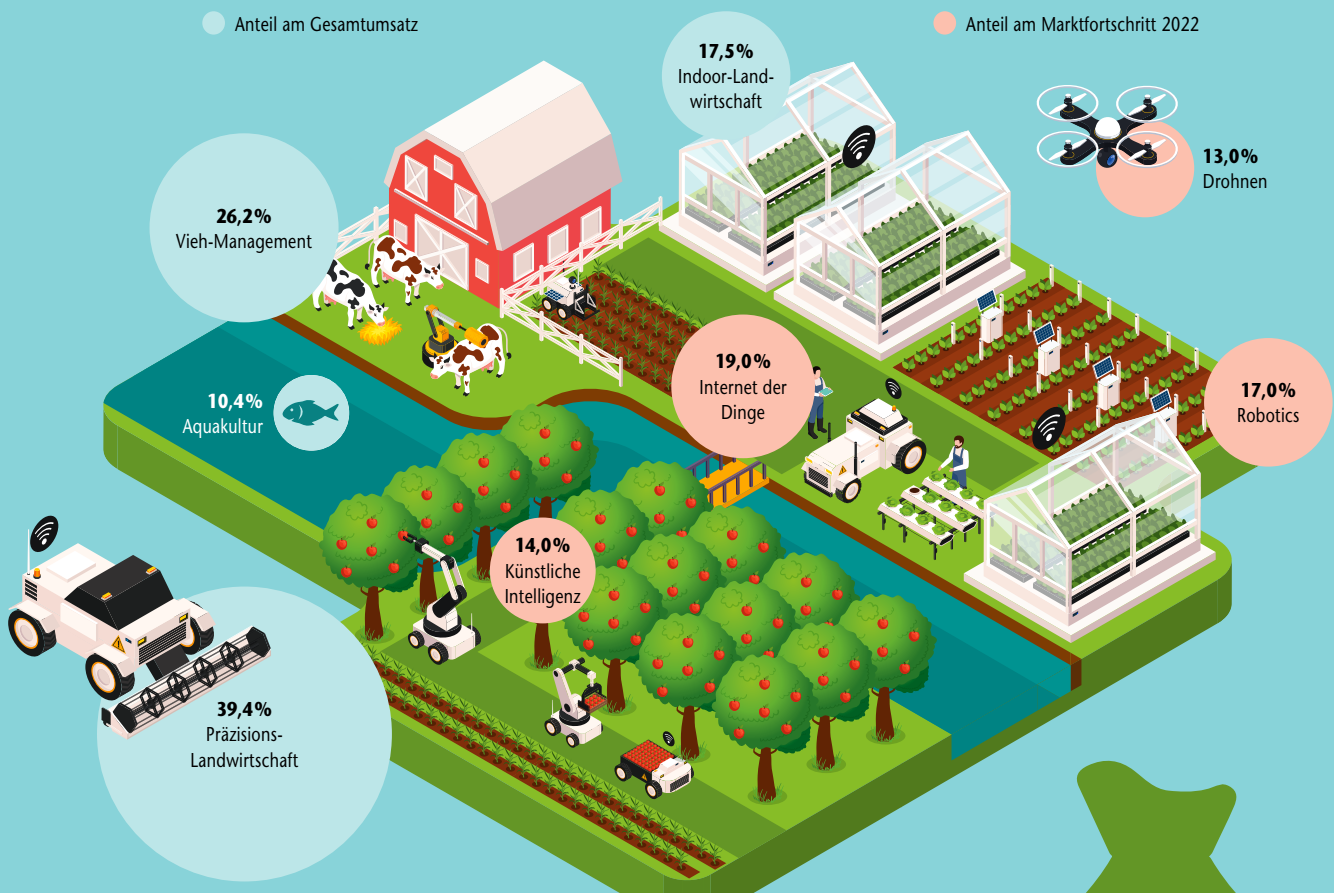 Anteil am Gesamtumsatz
Anteil am Marktfortschritt 2022
17,5%
Indoor-Land-
wirtschaft
13,0%
Drohnen
26,2%
Vieh-Management
19,0%
Internet der
Dinge
17,0%
Robotics
10,4%
Aquakultur
14,0%
Künstliche
Intelligenz
39,4%
Präzisions-
Landwirtschaft